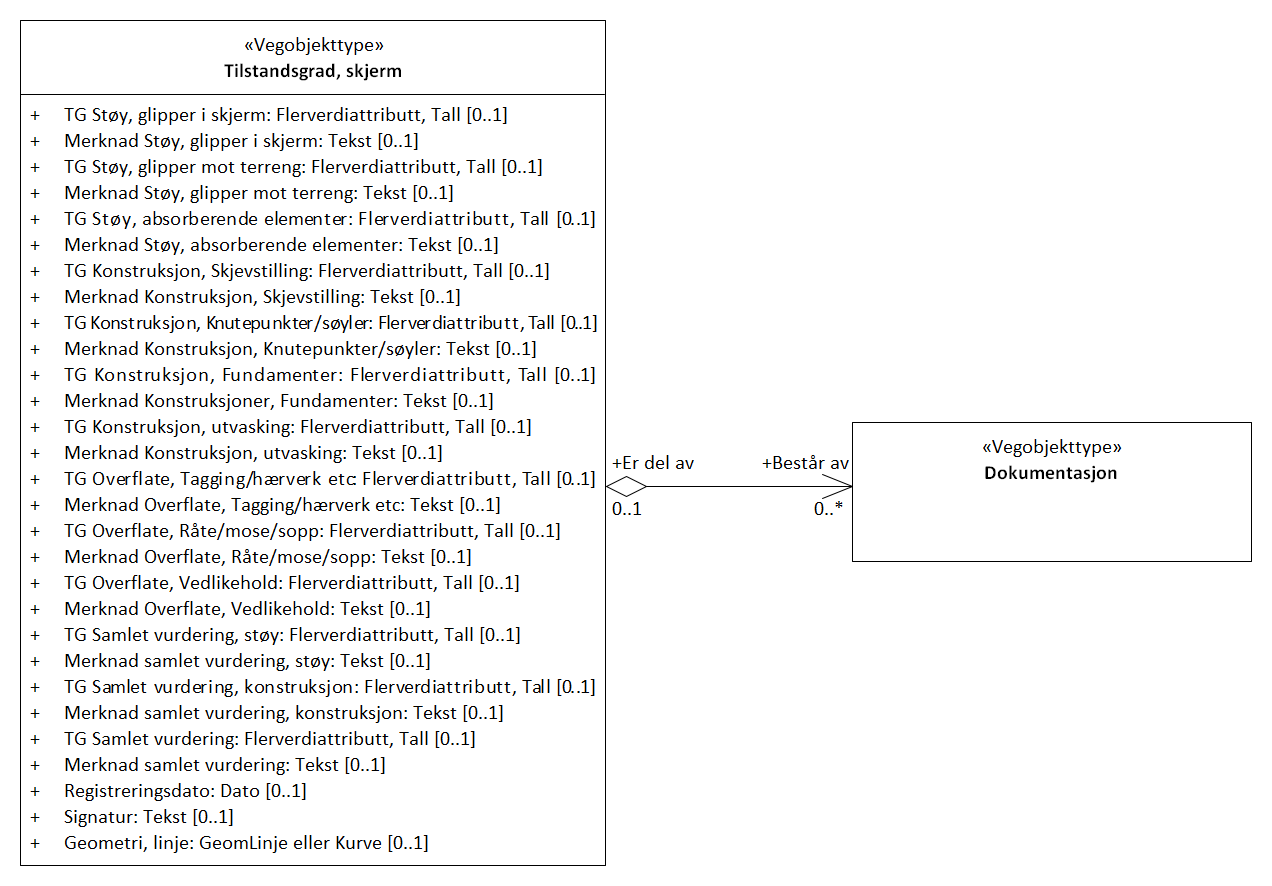 «Vegobjekttype»
Tilstandsgrad, skjerm
+ TG Støy, glipper i skjerm: Flerverdiattributt, Tall [0..1]
+ Merknad Støy, glipper i skjerm: Tekst [0..1]
+ TG Støy, glipper mot terreng: Flerverdiattributt, Tall [0..1]
+ Merknad Støy, glipper mot terreng: Tekst [0..1]
+ TG Støy, absorberende elementer: Flerverdiattributt, Tall [0..1]
+ Merknad Støy, absorberende elementer: Tekst [0..1]
+ TG Konstruksjon, Skjevstilling: Flerverdiattributt, Tall [0..1]
+ Merknad Konstruksjon, Skjevstilling: Tekst [0..1]
+ TG Konstruksjon, Knutepunkter/søyler: Flerverdiattributt, Tall [0..1]
+ Merknad Konstruksjon, Knutepunkter/søyler: Tekst [0..1]
+ TG Konstruksjon, Fundamenter: Flerverdiattributt, Tall [0..1]
+ Merknad Konstruksjoner, Fundamenter: Tekst [0..1]
+ TG Konstruksjon, utvasking: Flerverdiattributt, Tall [0..1]
+ Merknad Konstruksjon, utvasking: Tekst [0..1]
+ TG Overflate, Tagging/hærverk etc: Flerverdiattributt, Tall [0..1]
+ Merknad Overflate, Tagging/hærverk etc: Tekst [0..1]
+ TG Overflate, Råte/mose/sopp: Flerverdiattributt, Tall [0..1]
+ Merknad Overflate, Råte/mose/sopp: Tekst [0..1]
+ TG Overflate, Vedlikehold: Flerverdiattributt, Tall [0..1]
+ Merknad Overflate, Vedlikehold: Tekst [0..1]
+ TG Samlet vurdering, støy: Flerverdiattributt, Tall [0..1]
+ Merknad samlet vurdering, støy: Tekst [0..1]
+ TG Samlet vurdering, konstruksjon: Flerverdiattributt, Tall [0..1]
+ Merknad samlet vurdering, konstruksjon: Tekst [0..1]
+ TG Samlet vurdering: Flerverdiattributt, Tall [0..1]
+ Merknad samlet vurdering: Tekst [0..1]
+ Registreringsdato: Dato [0..1]
+ Signatur: Tekst [0..1]
+ Geometri, linje: GeomLinje eller Kurve [0..1]
+Er del av
0..1
+Består av
0..*
«Vegobjekttype»
Dokumentasjon